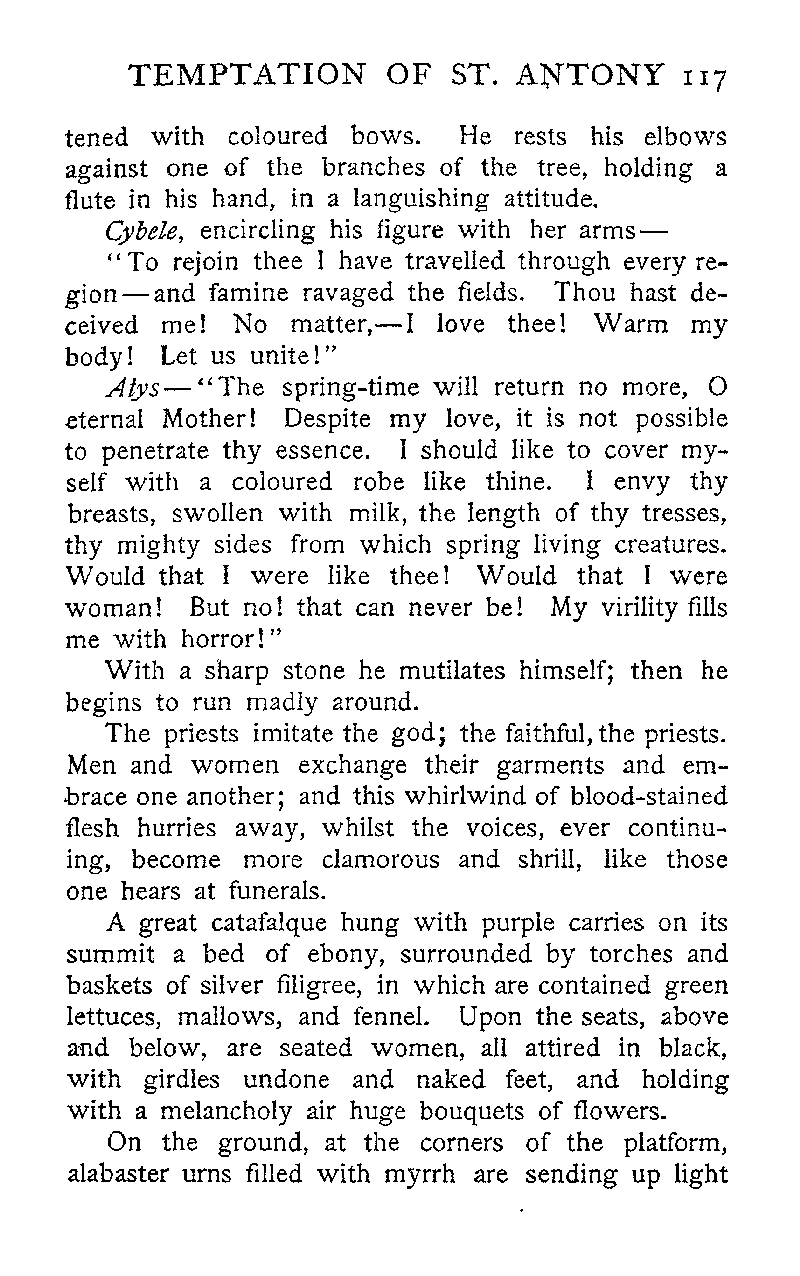 TEMPTATION OF ST. ANTONY 117
tened with coloured bows. He rests his elbows
against one of the branches of the tree, holding a
flute in his hand, in a languishing attitude.
Cybele, encircling his figure with her arms—
"To rejoin thee I have travelled through every re-
gion—and famine ravaged the fields. Thou hast de-
ceived me! No matter,—I love thee! Warm my
body! Let us unite!"
Atys—"The spring-time will return no more, O
eternal Mother! Despite my love, it is not possible
to penetrate thy essence. I should like to cover my-
self with a coloured robe like thine. I envy thy
breasts, swollen with milk, the length of thy tresses,
thy mighty sides from which spring living creatures.
Would that I were like thee! Would that I were
woman! But no! that can never be! My virility fills
me with horror!"
With a sharp stone he mutilates himself; then he
begins to run madly around.
The priests imitate the god; the faithful, the priests.
Men and women exchange their garments and em-
brace one another; and this whirlwind of blood-stained
flesh hurries away, whilst the voices, ever continu-
ing, become more clamorous and shrill, like those
one hears at funerals.
A great catafalque hung with purple carries on its
summit a bed of ebony, surrounded by torches and
baskets of silver filigree, in which are contained green
lettuces, mallows, and fennel. Upon the seats, above
and below, are seated women, all attired in black,
with girdles undone and naked feet, and holding
with a melancholy air huge bouquets of flowers.
On the ground, at the corners of the platform,
alabaster urns filled with myrrh are sending up light